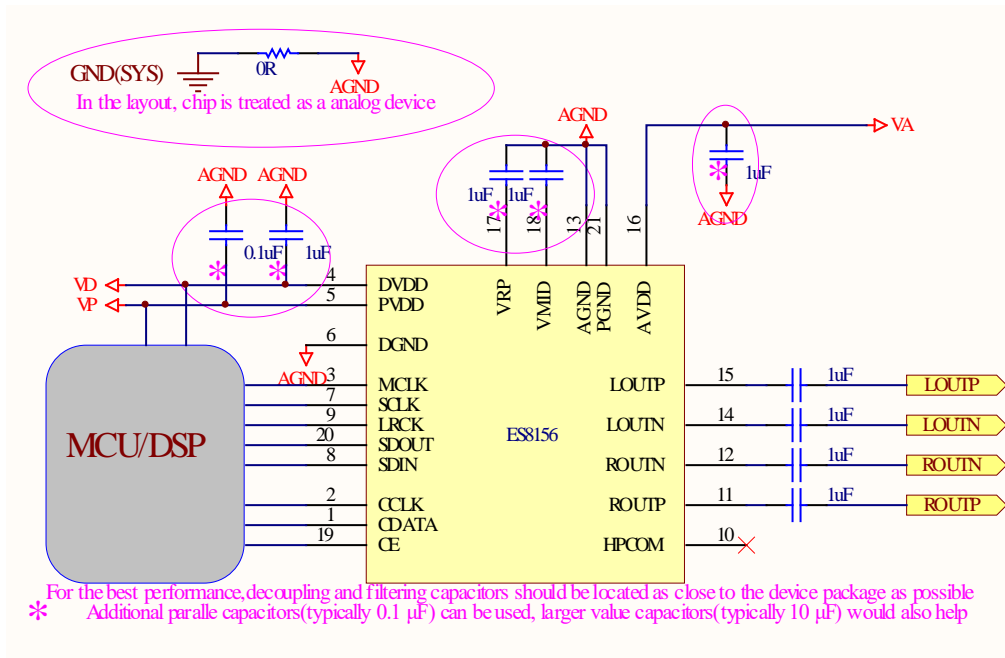 GND(SYS)
0R
AGND
In the layout, chip is treated as a analog device
AGND
VA
AGND AGND
1uF 1uF
1uF
AGND
0.1uF 1uF
17 18 13 21 16
VD
VP
4 DVDD
5 PVDD
VRP VMID AGND PGND AVDD
6 DGND
AGND
3 MCLK
7 SCLK
9 LRCK
20 SDOUT
8 SDIN
2 CCLK
1 CDATA
19 CE
MCU/DSP
ES8156
LOUTP 15 1uF LOUTP
LOUTN 14 1uF LOUTN
ROUTN 12 1uF ROUTN
ROUTP 11 1uF ROUTP
HPCOM 10
For the best performance,decoupling and filtering capacitors should be located as close to the device package as possible
* Additional paralle capacitors(typically 0.1 µF) can be used, larger value capacitors(typically 10 µF) would also help